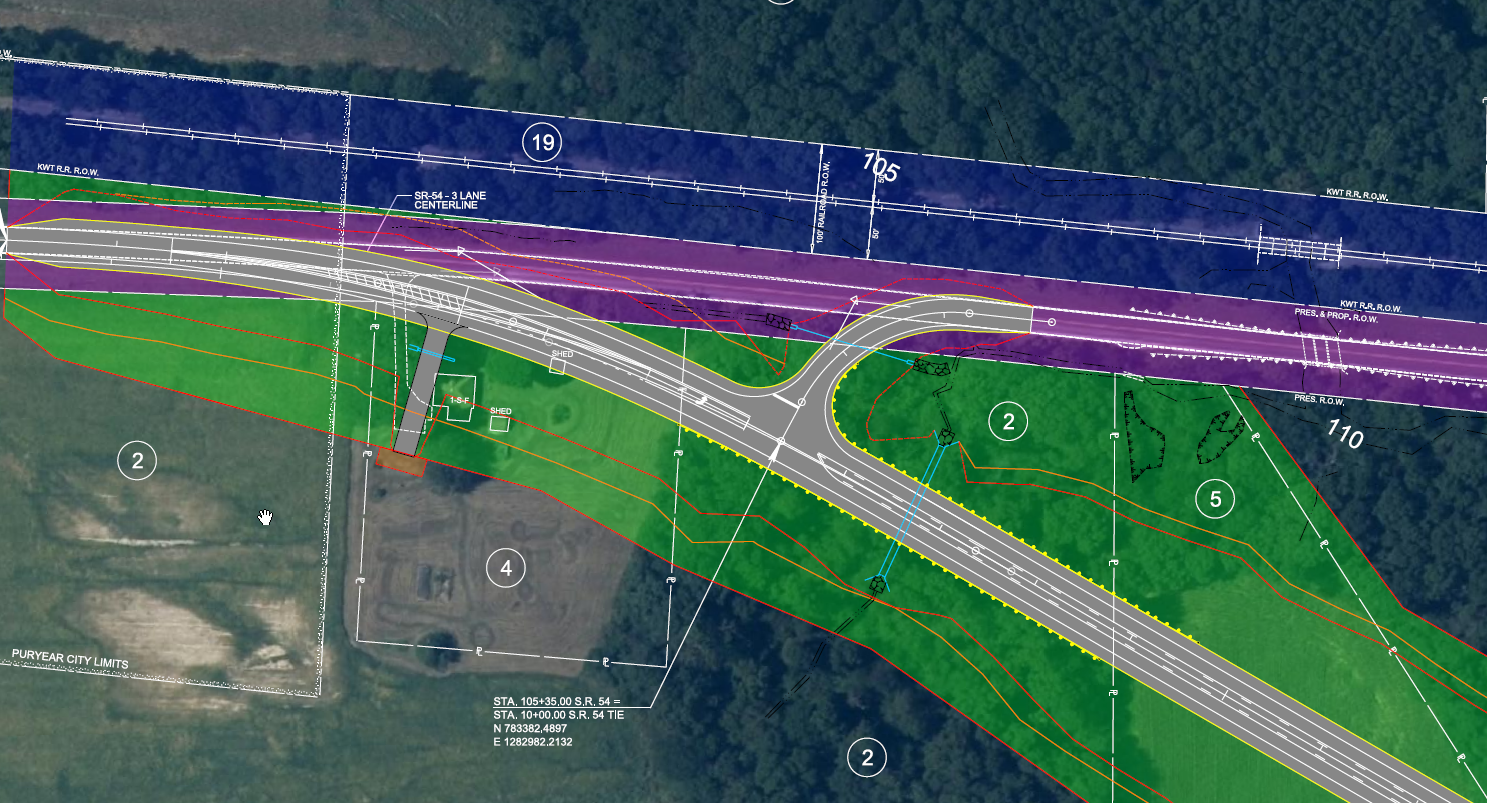 19
105
KWT R.R. R.O.W.
KWT R.R. R.O.W.
SR-54 - 3 LANE
CENTERLINE
100' RAILROAD R.O.W.
50'
50'
KWT R.R. R.O.W.
PRES. & PROP. R.O.W.
PRES. R.O.W.
110
SHED
1-S-F
SHED
2
2
5
4
PURYEAR CITY LIMITS
STA. 105+35.00 S.R. 54 =
STA. 10+00.00 S.R. 54 TIE
N 783382.4897
E 1282982.2132
2